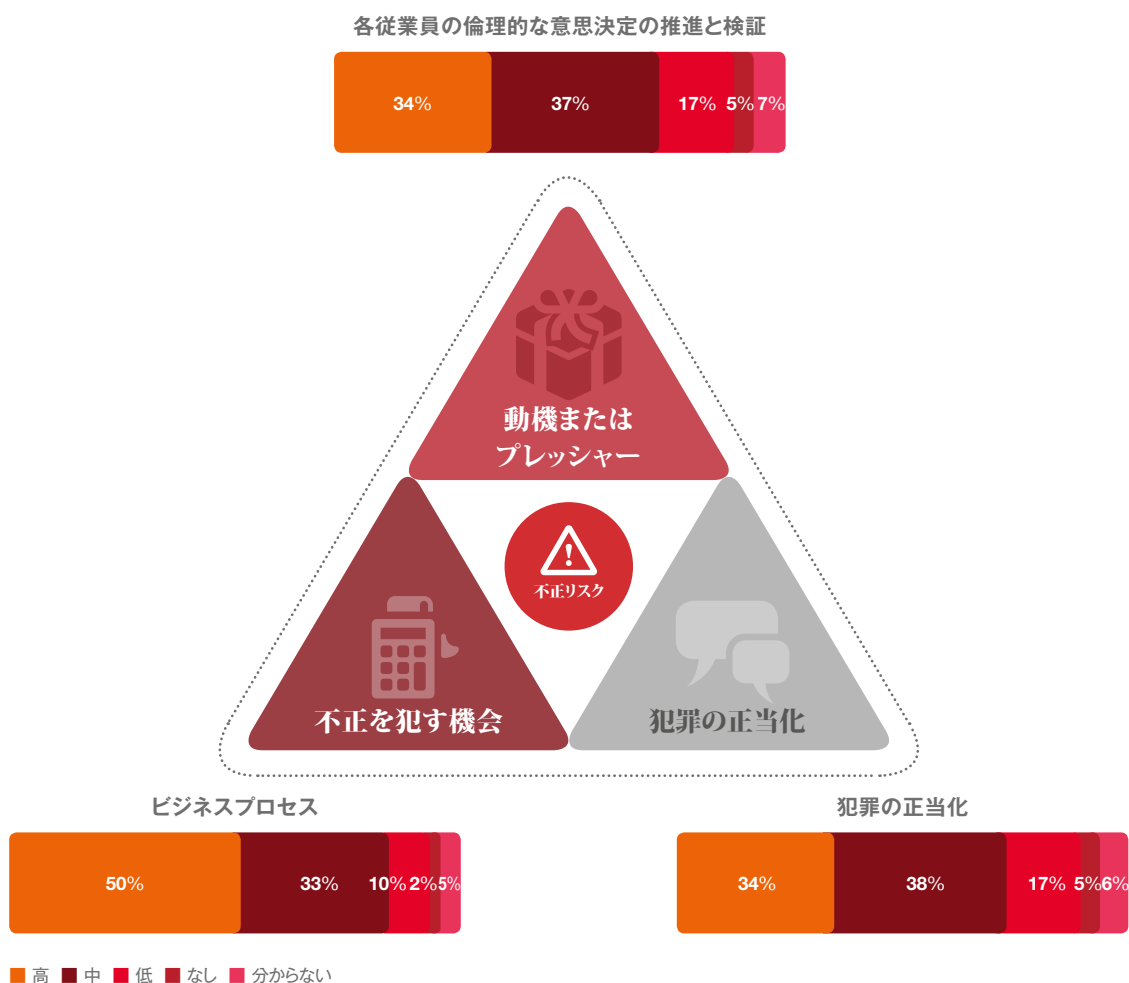 各従業員の倫理的な意思決定の推進と検証
34% 37% 17% 5% 7%
動機または
プレッシャー
不正リスク
不正を犯す機会
犯罪の正当化
ビジネスプロセス
50% 33% 10% 2% 5%
犯罪の正当化
34% 38% 17% 5% 6%
高 中 低 なし 分からない